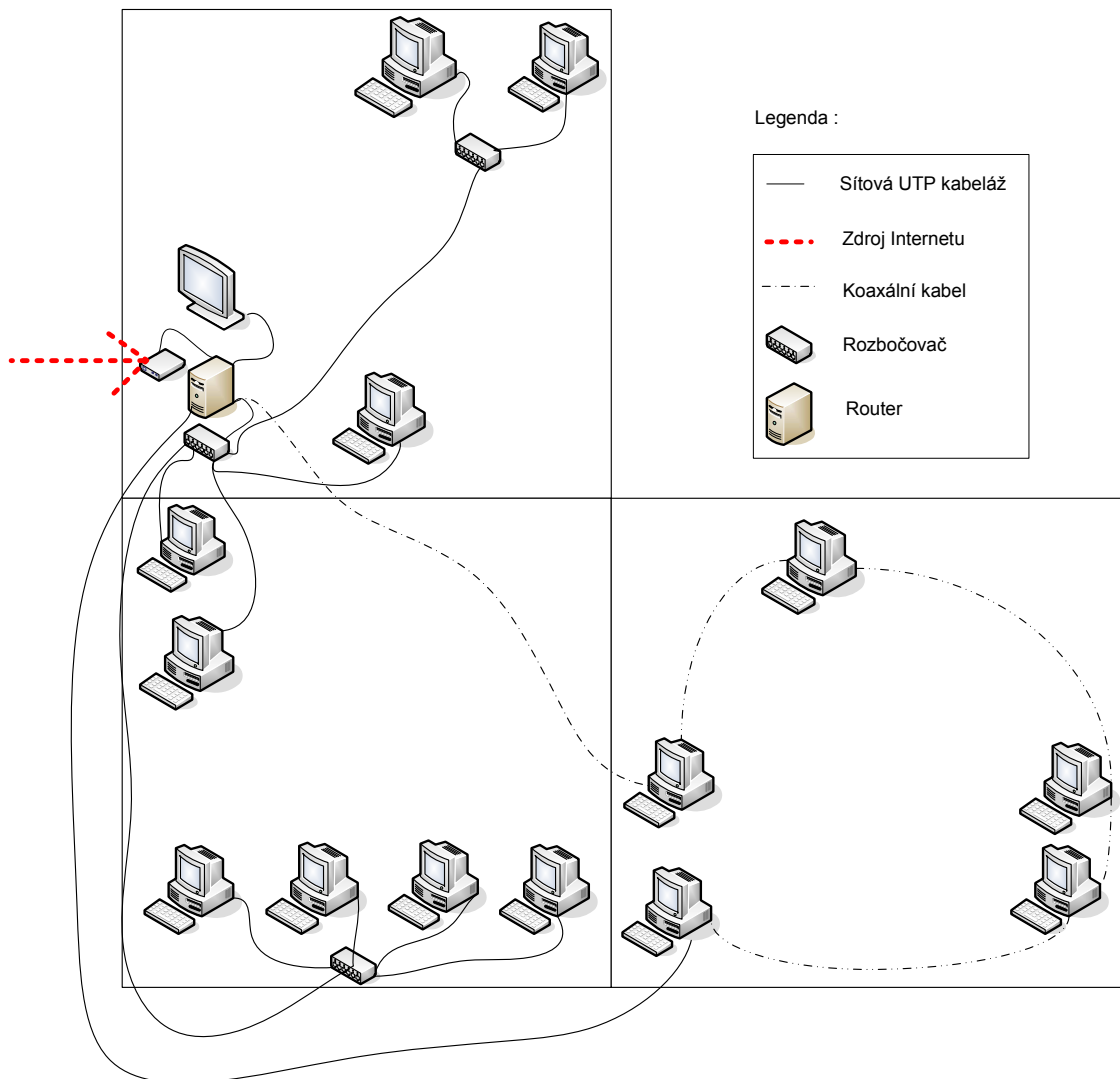 Legenda :
Sítová UTP kabeláž
Zdroj Internetu
Koaxální kabel
Rozbočovač
Router